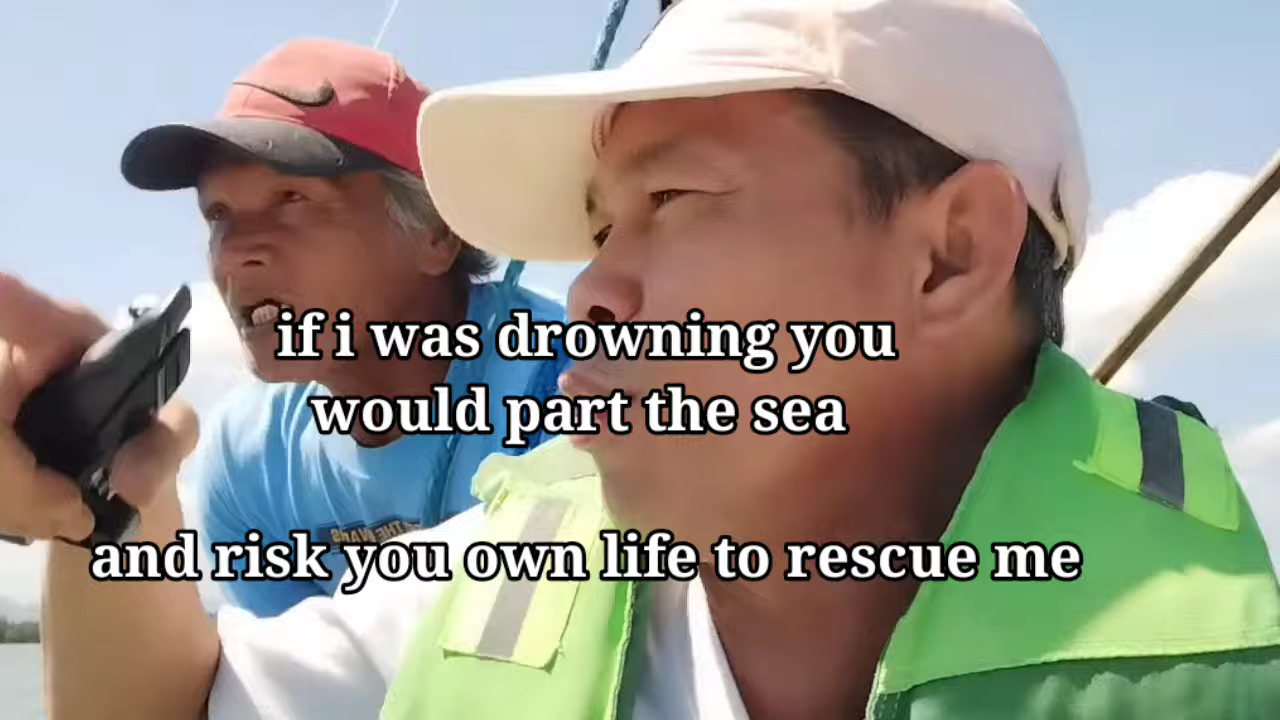 if i was drowning you
would part the sea
and risk you own life to rescue me